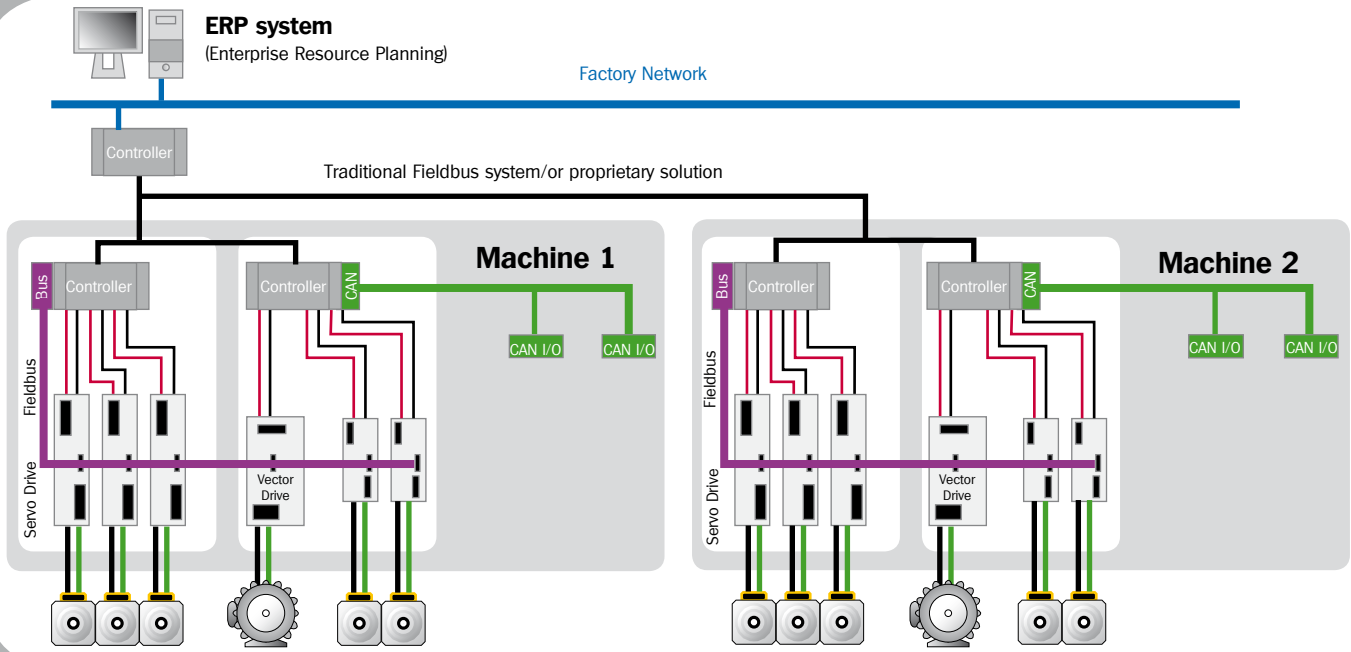 ERP system
(Enterprise Resource Planning)
Factory Network
Controller
Traditional Fieldbus system/or proprietary solution
Machine 1
Bus
Controller
Controller
CAN
CAN I/O
CAN I/O
Fieldbus
Servo Drive
Vector
Drive
Machine 2
Bus
Controller
Controller
CAN
CAN I/O
CAN I/O
Fieldbus
Servo Drive
Vector
Drive